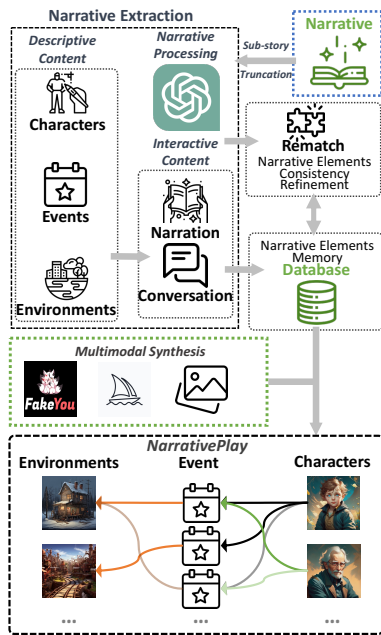 Narrative Extraction
Descriptive
Content
Characters
Events
Environments
Narrative
Processing
Interactive
Content
Narration
Conversation
Sub-story
Truncation
Narrative
Rematch
Narrative Elements
Consistency
Refinement
Narrative Elements
Memory
Database
Multimodal Synthesis
FakeYou
NarrativePlay
Environments
Event
Characters
...
...
...